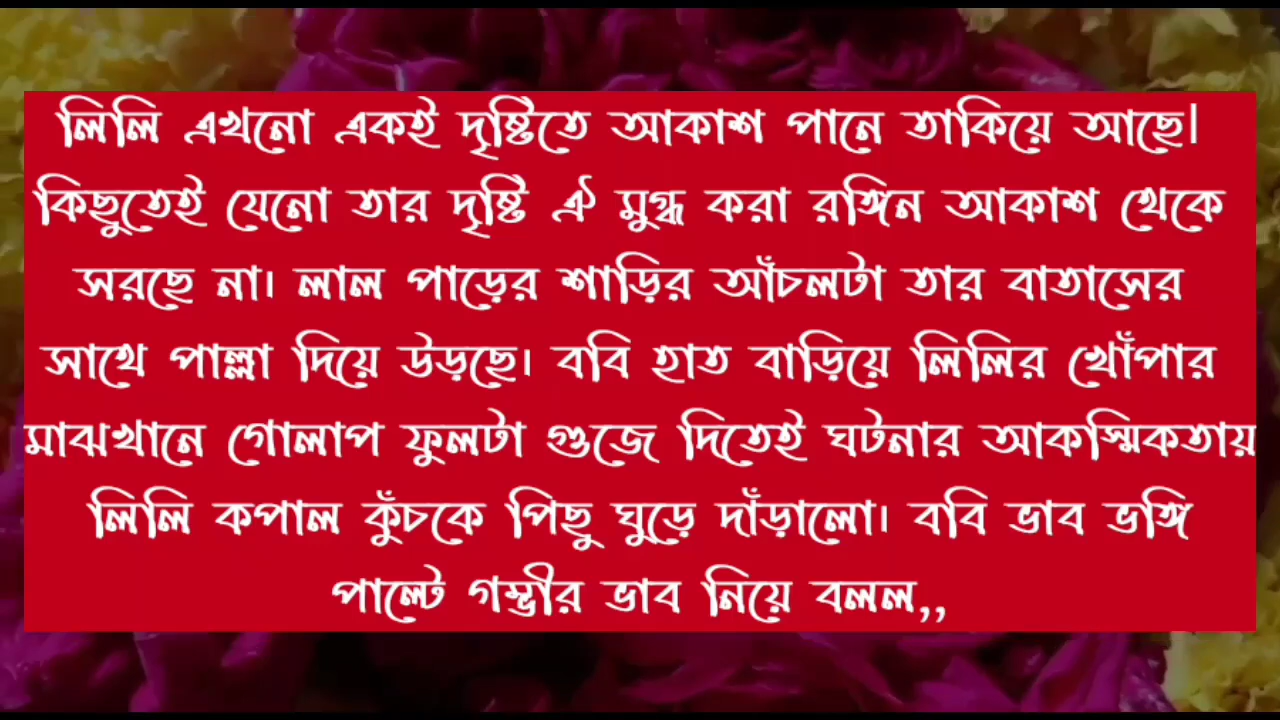 লিলি এখনো একই দৃষ্টিতে আকাশ পানে তাকিয়ে আছে|
কিছুতেই যেনো তার দৃষ্টি ঐ মুগ্ধ করা রঙ্গিন আকাশ থেকে
সরছে না। লাল পাড়ের শাড়ির আঁচলটা তার বাতাসের
সাথে পাল্লা দিয়ে উড়ছে। ববি হাত বাড়িয়ে লিলির খোঁপার
মাঝখানে গোলাপ ফুলটা গুজে দিতেই ঘটনার আকস্মিকতায়
লিলি কপাল কুঁচকে পিছু ঘুড়ে দাঁড়ালো। ববি ভাব ভঙ্গি
পাল্টে গম্ভীর ভাব নিয়ে বলল,,